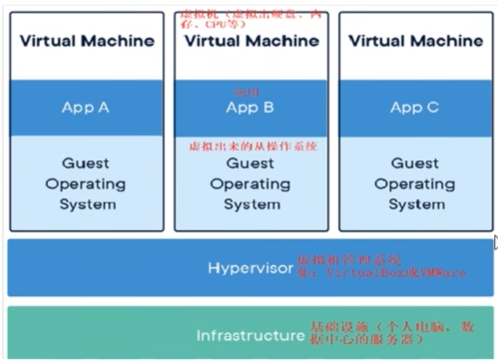 虚拟机（虚拟出硬盘、内
存、CPU等）
Virtual Machine
Virtual Machine
Virtual Machine
应用
App A
App B
App C
虚拟出来的从操作系统
Guest
Operating
System
Guest
Operating
System
Guest
Operating
System
Hypervisor
虚拟机管理系统
如：VirtualBox或VMWare
Infrastructure
基础设施（个人电脑，数
据中心的服务器）